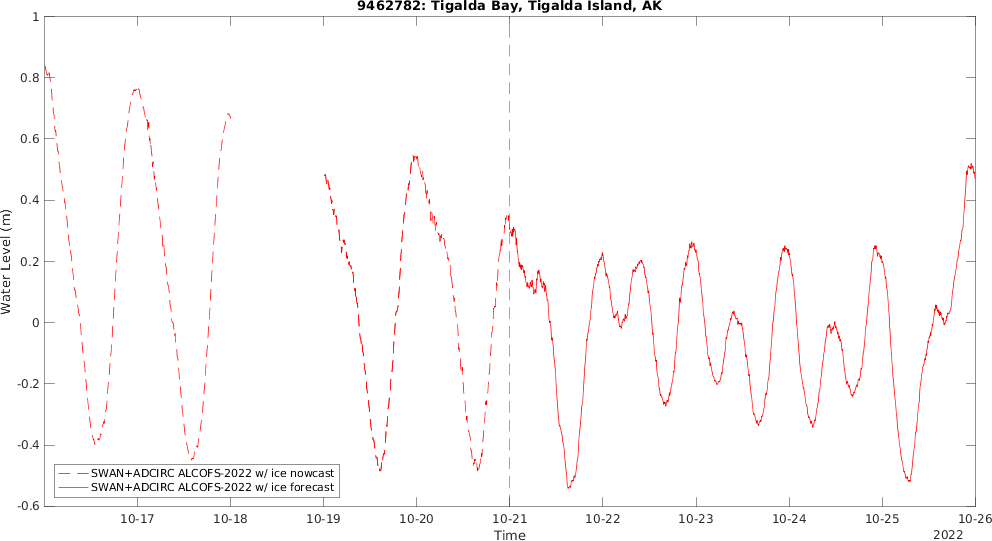 9462782: Tigalda Bay, Tigalda Island, AK
Water Level (m)
1
0.8
0.6
0.4
0.2
0
-0.2
-0.4
-0.6
SWAN+ADCIRC ALCOFS-2022 w/ ice nowcast
SWAN+ADCIRC ALCOFS-2022 w/ ice forecast
10-17 10-18 10-19 10-20 10-21 10-22 10-23 10-24 10-25 10-26
Time
2022